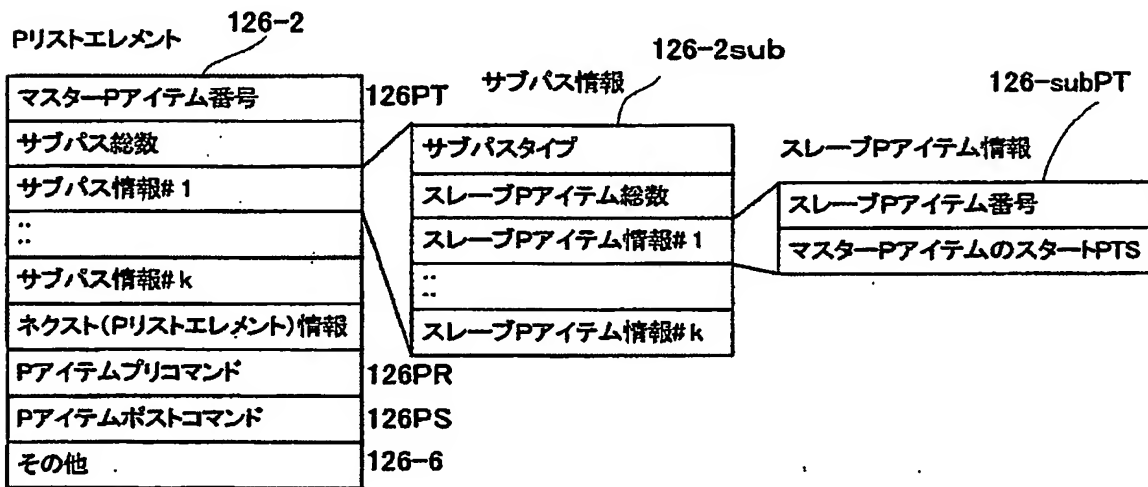 Pリストエレメント
126-2
マスターPアイテム番号
126PT
サブパス総数
サブパス情報#1
::
サブパス情報#k
ネクスト(Pリストエレメント)情報
Pアイテムプリコマンド
126PR
Pアイテムポストコマンド
126PS
その他
126-6
サブパス情報
126-2sub
サブパスタイプ
スレーブPアイテム総数
スレーブPアイテム情報#1
::
スレーブPアイテム情報#k
126-subPT
スレーブPアイテム情報
スレーブPアイテム番号
マスターPアイテムのスタートPTS